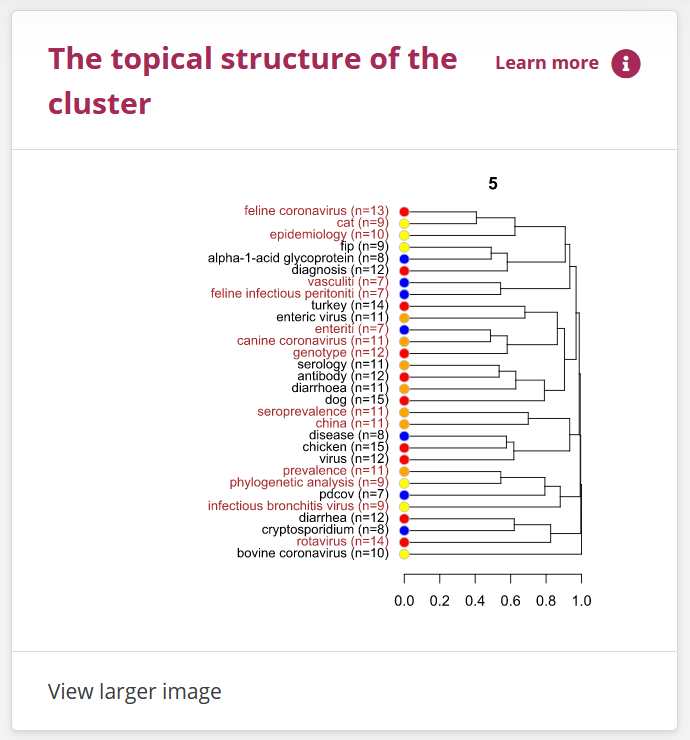 The topical structure of the
cluster
Learn more
5
feline coronavirus (n=13)
cat (n=9)
epidemiology (n=10)
fip (n=9)
alpha-1-acid glycoprotein (n=8)
diagnosis (n=12)
vasculiti (n=7)
feline infectious peritoniti (n=7)
turkey (n=14)
enteric virus (n=11)
enteriti (n=7)
canine coronavirus (n=11)
genotype (n=12)
serology (n=11)
antibody (n=12)
diarrhoea (n=11)
dog (n=15)
seroprevalence (n=11)
china (n=11)
disease (n=8)
chicken (n=15)
virus (n=12)
prevalence (n=11)
phylogenetic analysis (n=9)
pdcov (n=7)
infectious bronchitis virus (n=9)
diarrhea (n=12)
cryptosporidium (n=8)
rotavirus (n=14)
bovine coronavirus (n=10)
0.0 0.2 0.4 0.6 0.8 1.0
View larger image